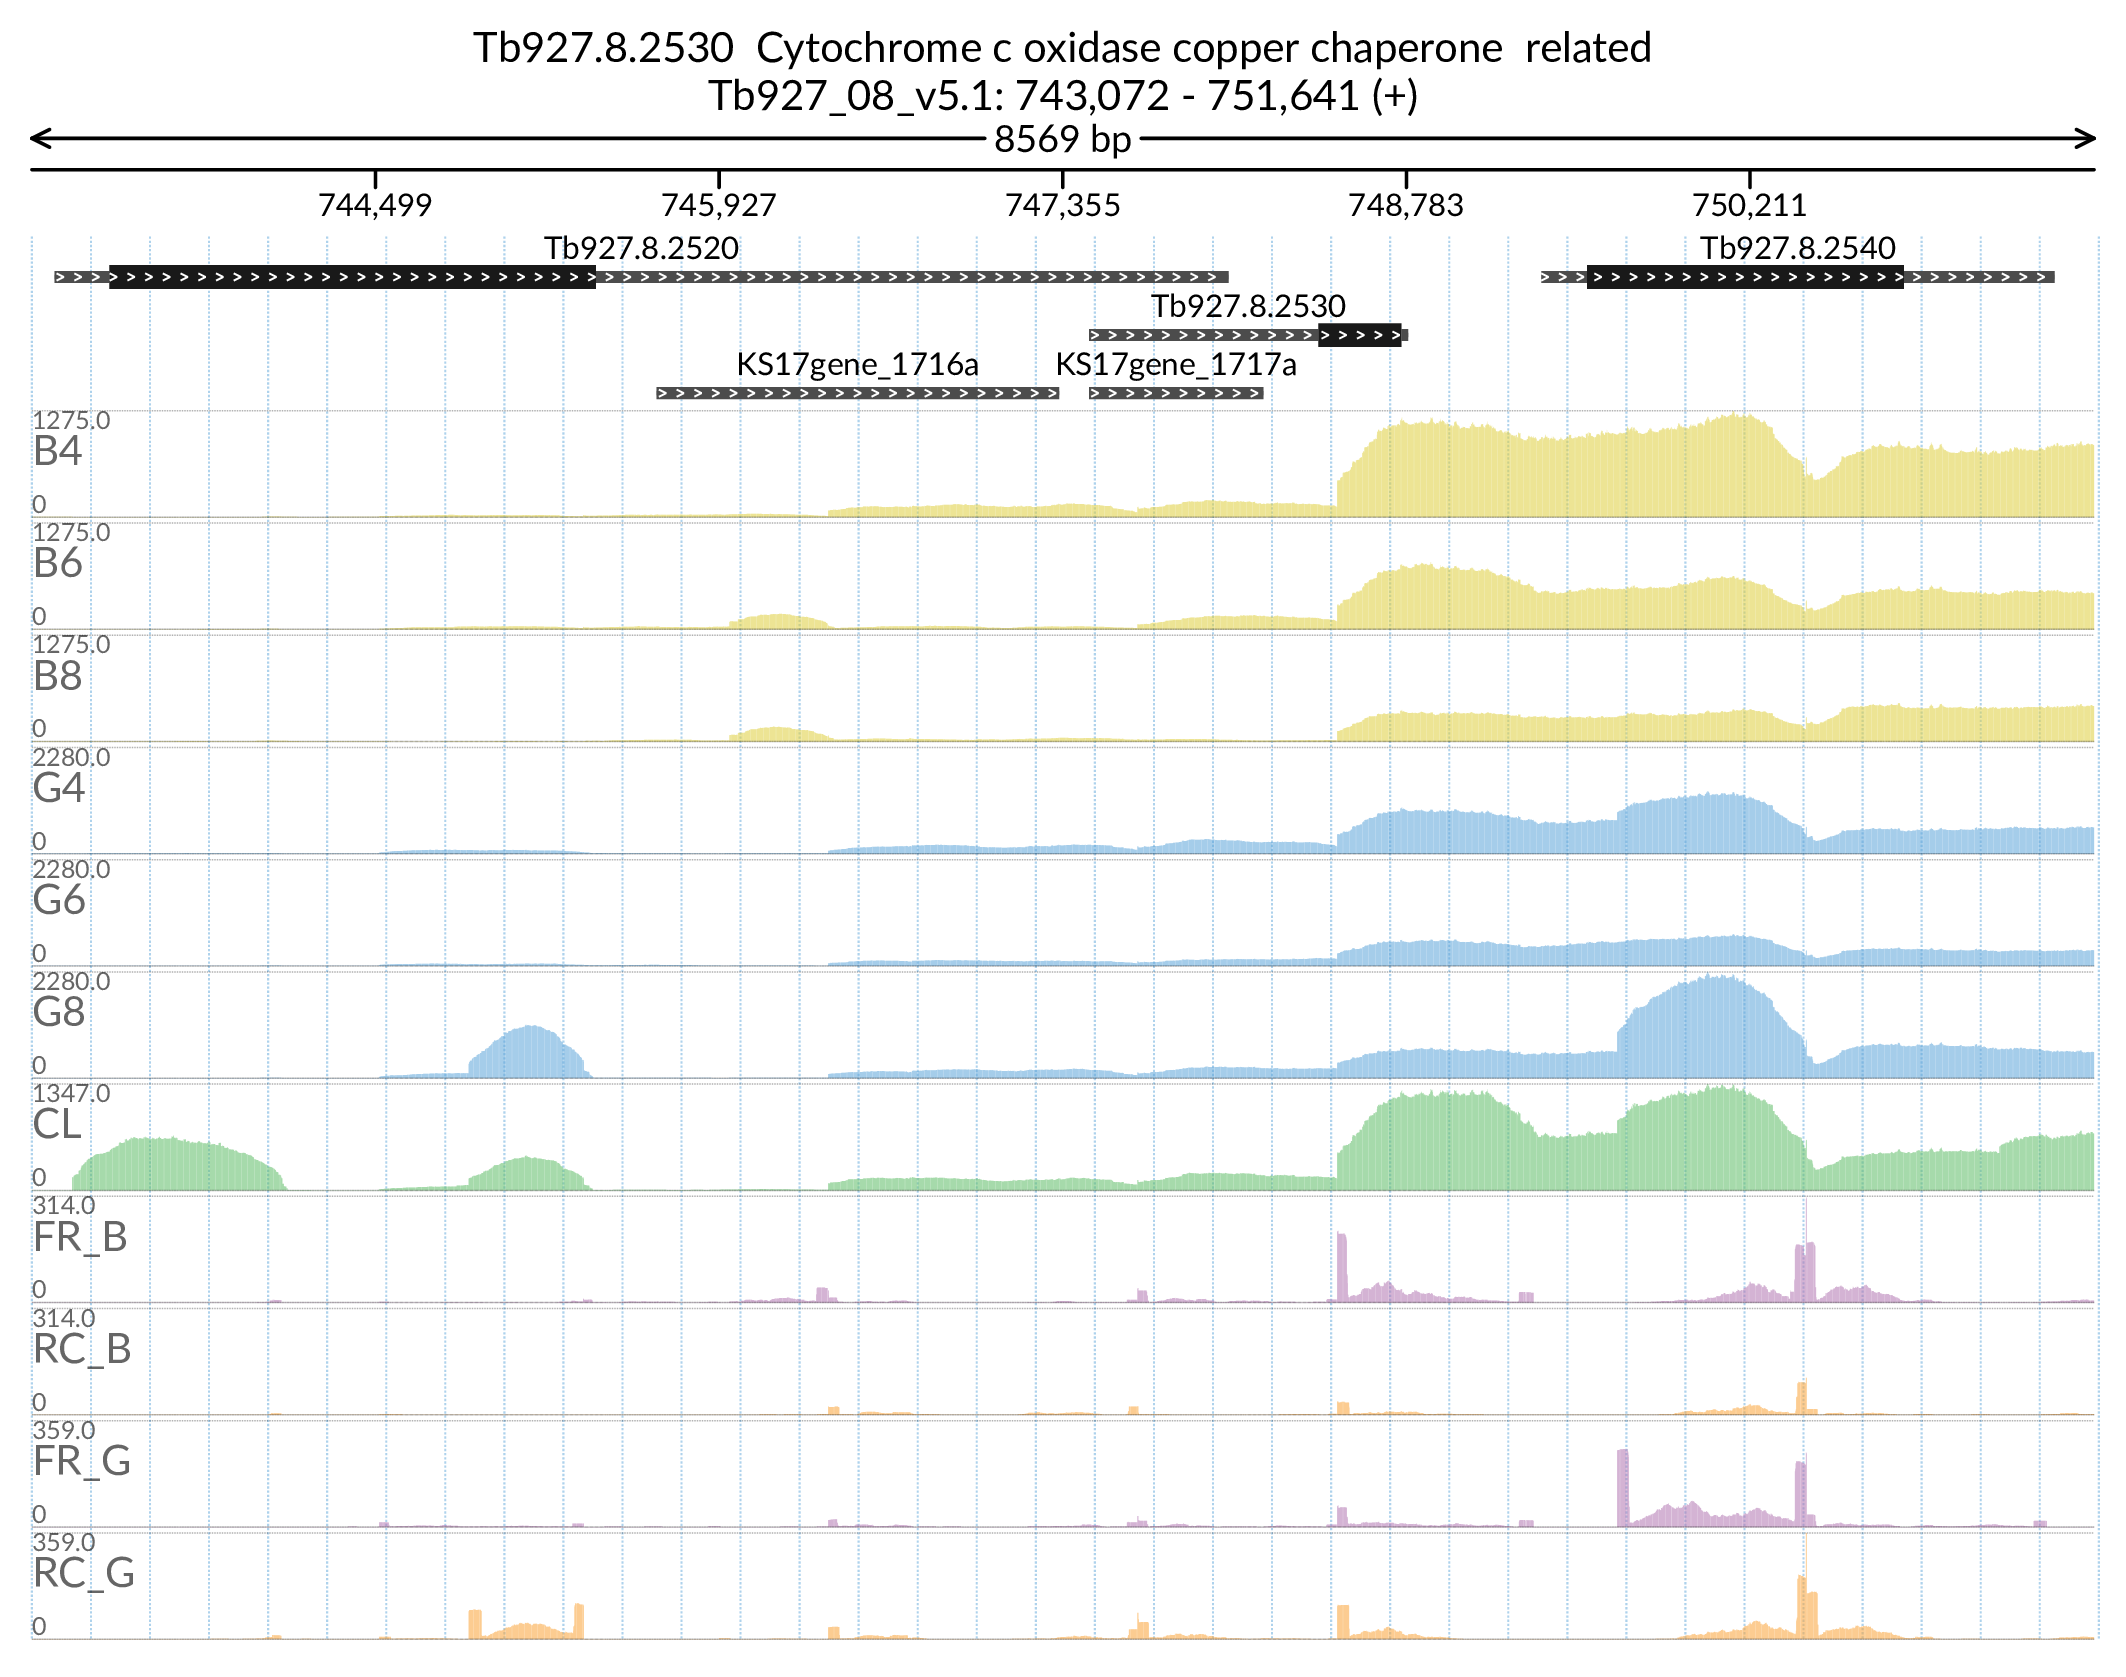 Tb927.8.2530 Cytochrome c oxidase copper chaperone related
Tb927_08_v5.1: 743,072 - 751,641 (+)
8569 bp
744,499 745,927 747,355 748,783 750,211
Tb927.8.2520 Tb927.8.2540
Tb927.8.2530
KS17gene_1716a KS17gene_1717a
1275.0
B4
0
1275.0
B6
0
1275.0
B8
0
2280.0
G4
0
2280.0
G6
0
2280.0
G8
0
1347.0
CL
0
314.0
FR_B
0
314.0
RC_B
0
359.0
FR_G
0
359.0
RC_G
0